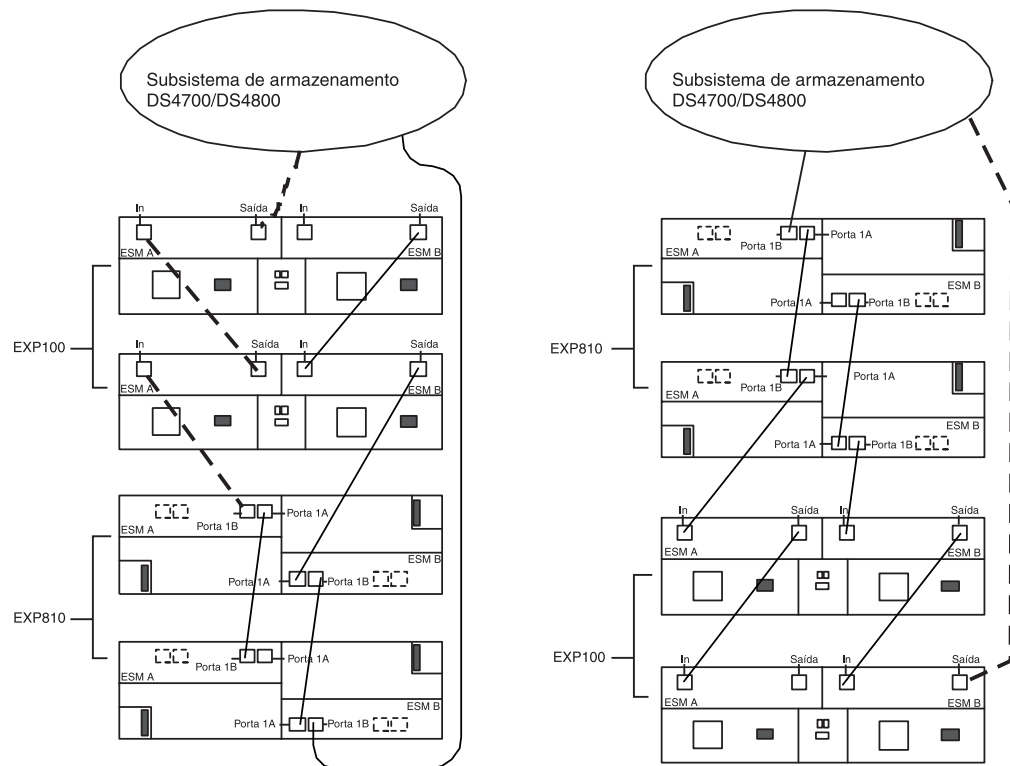 Subsistema de armazenamento
DS4700/DS4800
In
Saída
In
Saída
ESM A
ESM B
EXP100
In
Saída
In
Saída
ESM A
ESM B
ESM A
Porta 1B
Porta 1A
ESM B
Porta 1A
Porta 1B
EXP810
ESM A
Porta 1B
Porta 1A
ESM B
Porta 1A
Porta 1B
Subsistema de armazenamento
DS4700/DS4800
ESM A
Porta 1B
Porta 1A
ESM B
Porta 1A
Porta 1B
EXP810
ESM A
Porta 1B
Porta 1A
ESM B
Porta 1A
Porta 1B
In
Saída
In
Saída
ESM A
ESM B
EXP100
In
Saída
In
Saída
ESM A
ESM B